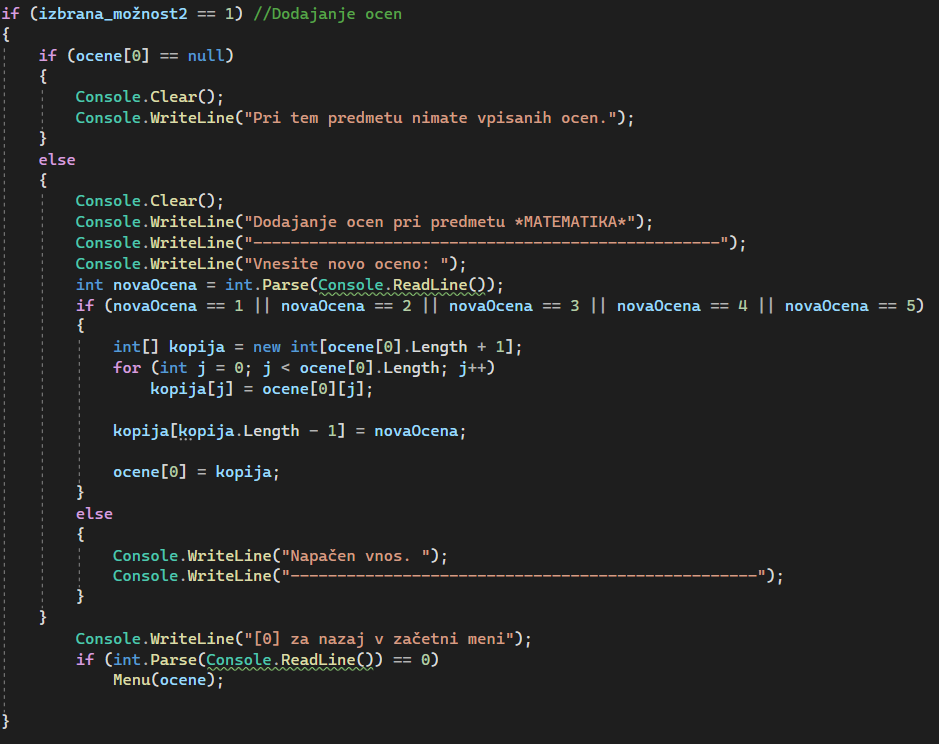 if (izbrana_možnost2 == 1) //Dodajanje ocen
{
    if (ocene[0] == null)
    {
        Console.Clear();
        Console.WriteLine("Pri tem predmetu nimate vpisanih ocen.");
    }
    else
    {
        Console.Clear();
        Console.WriteLine("Dodajanje ocen pri predmetu *MATEMATIKA*");
        Console.WriteLine("--------------------------------------------------");
        Console.WriteLine("Vnesite novo oceno: ");
        int novaOcena = int.Parse(Console.ReadLine());
        if (novaOcena == 1 || novaOcena == 2 || novaOcena == 3 || novaOcena == 4 || novaOcena == 5)
        {
            int[] kopija = new int[ocene[0].Length + 1];
            for (int j = 0; j < ocene[0].Length; j++)
                kopija[j] = ocene[0][j];

            kopija[kopija.Length - 1] = novaOcena;

            ocene[0] = kopija;
        }
        else
        {
            Console.WriteLine("Napačen vnos. ");
            Console.WriteLine("--------------------------------------------------");
        }
    }
        Console.WriteLine("[0] za nazaj v začetni meni");
        if (int.Parse(Console.ReadLine()) == 0)
            Menu(ocene);

}